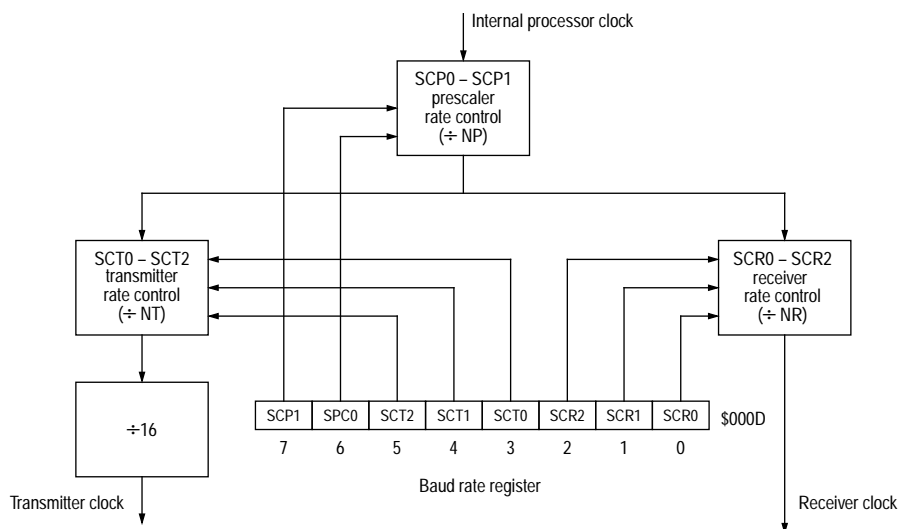 Internal processor clock
SCP0 – SCP1
prescaler
rate control
(÷ NP)
SCT0 – SCT2
transmitter
rate control
(÷ NT)
SCR0 – SCR2
receiver
rate control
(÷ NR)
÷16
SCP1 SPC0 SCT2 SCT1 SCT0 SCR2 SCR1 SCR0 $000D
7 6 5 4 3 2 1 0
Baud rate register
Transmitter clock
Receiver clock